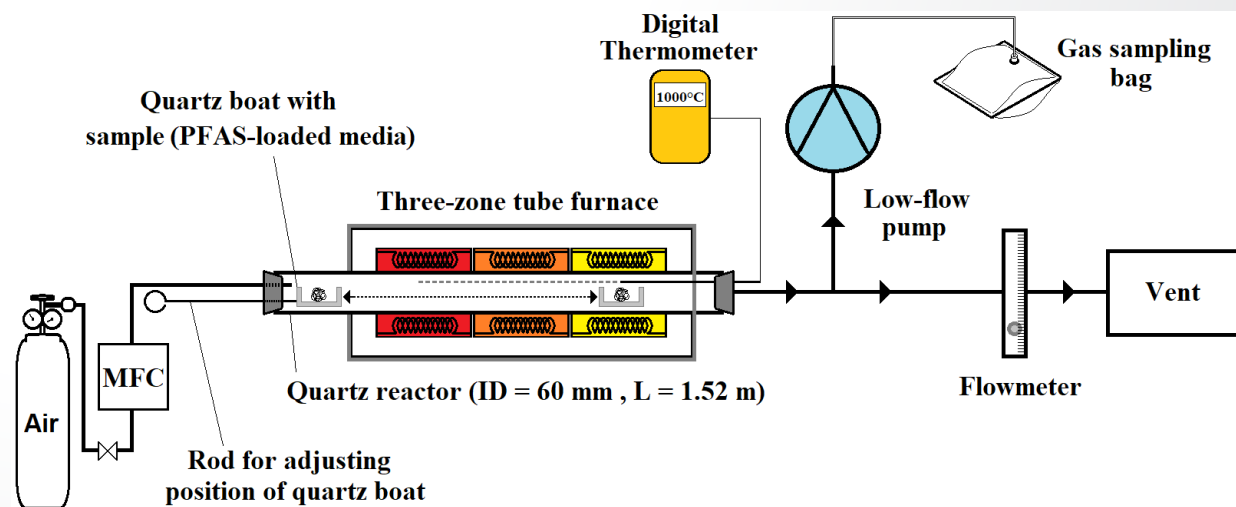 Digital
Thermometer
1000°C
Gas sampling
bag
Quartz boat with
sample (PFAS-loaded media)
Three-zone tube furnace
Low-flow
pump
Vent
MFC
Air
Quartz reactor (ID = 60 mm , L = 1.52 m)
Flowmeter
Rod for adjusting
position of quartz boat